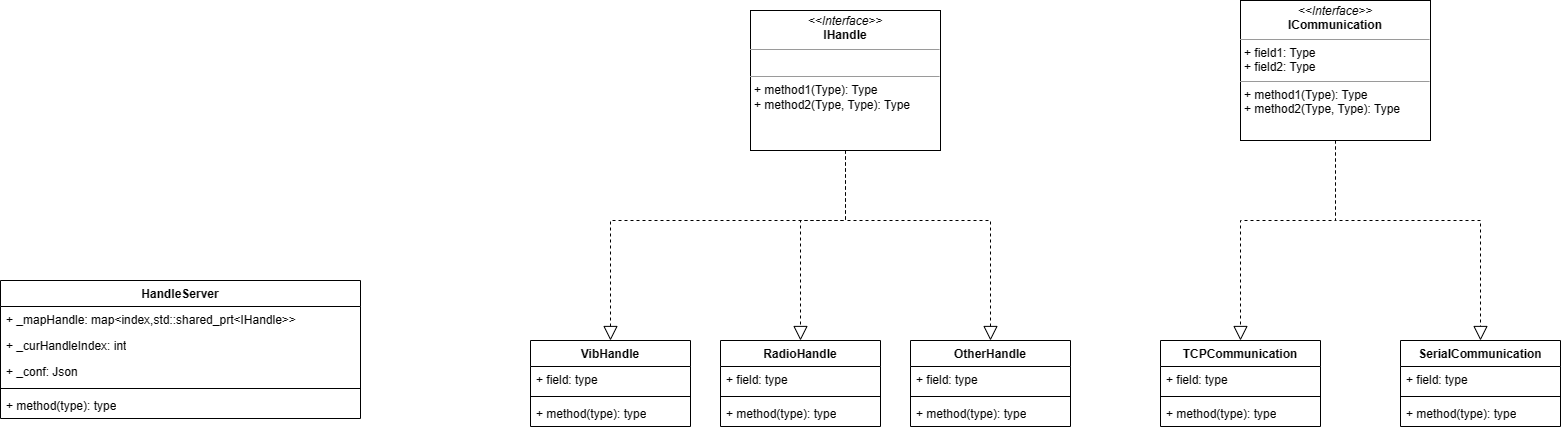 <<Interface>>
IHandle
+ method1(Type): Type
+ method2(Type, Type): Type
<<Interface>>
ICommunication
+ field1: Type
+ field2: Type
+ method1(Type): Type
+ method2(Type, Type): Type
HandleServer
+ _mapHandle: map<index,std::shared_prt<IHandle>>
+ _curHandleIndex: int
+ _conf: Json
+ method(type): type
VibHandle
+ field: type
+ method(type): type
RadioHandle
+ field: type
+ method(type): type
OtherHandle
+ field: type
+ method(type): type
TCPCommunication
+ field: type
+ method(type): type
SerialCommunication
+ field: type
+ method(type): type